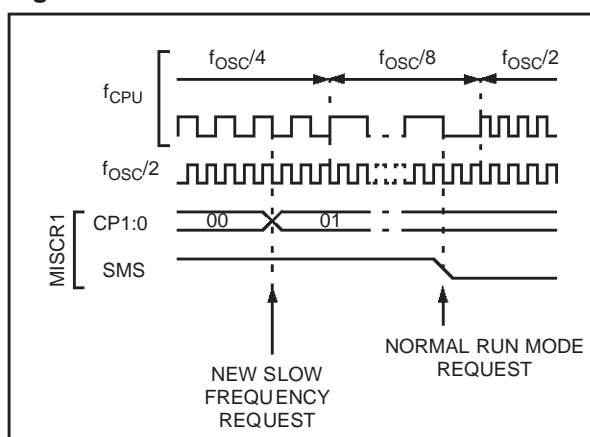 fOSC/4 fOSC/8 fOSC/2
fCPU
fOSC/2
MISCR1
CP1:0 00 01
SMS
NEW SLOW
FREQUENCY
REQUEST
NORMAL RUN MODE
REQUEST